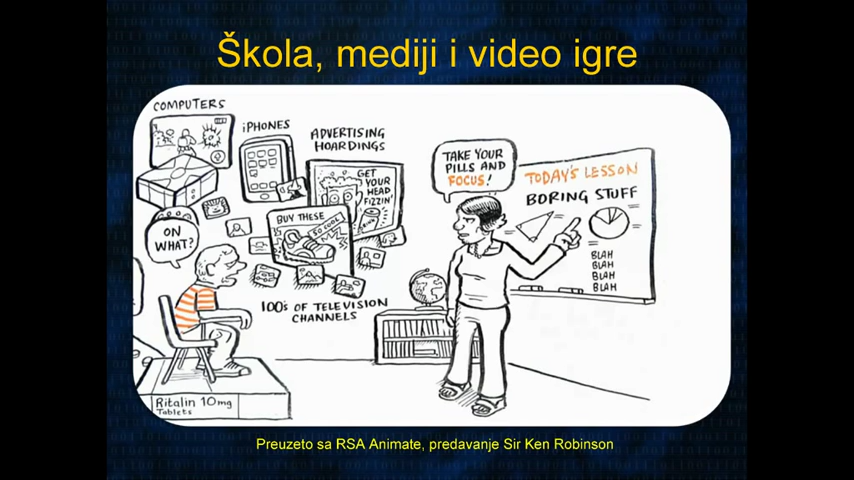 Škola, mediji i video igre
COMPUTERS
iPHONES
ADVERTISING
HOARDINGS
GET
YOUR
HEAD
FIZZIN'
BUY THESE
SO COOL!
ON
WHAT?
100's OF TELEVISION
CHANNELS
TAKE YOUR
PILLS AND
FOCUS!
TODAY'S LESSON
BORING STUFF
BLAH
BLAH
BLAH
BLAH
Ritalin 10mg
Tablets
Preuzeto sa RSA Animate, predavanje Sir Ken Robinson